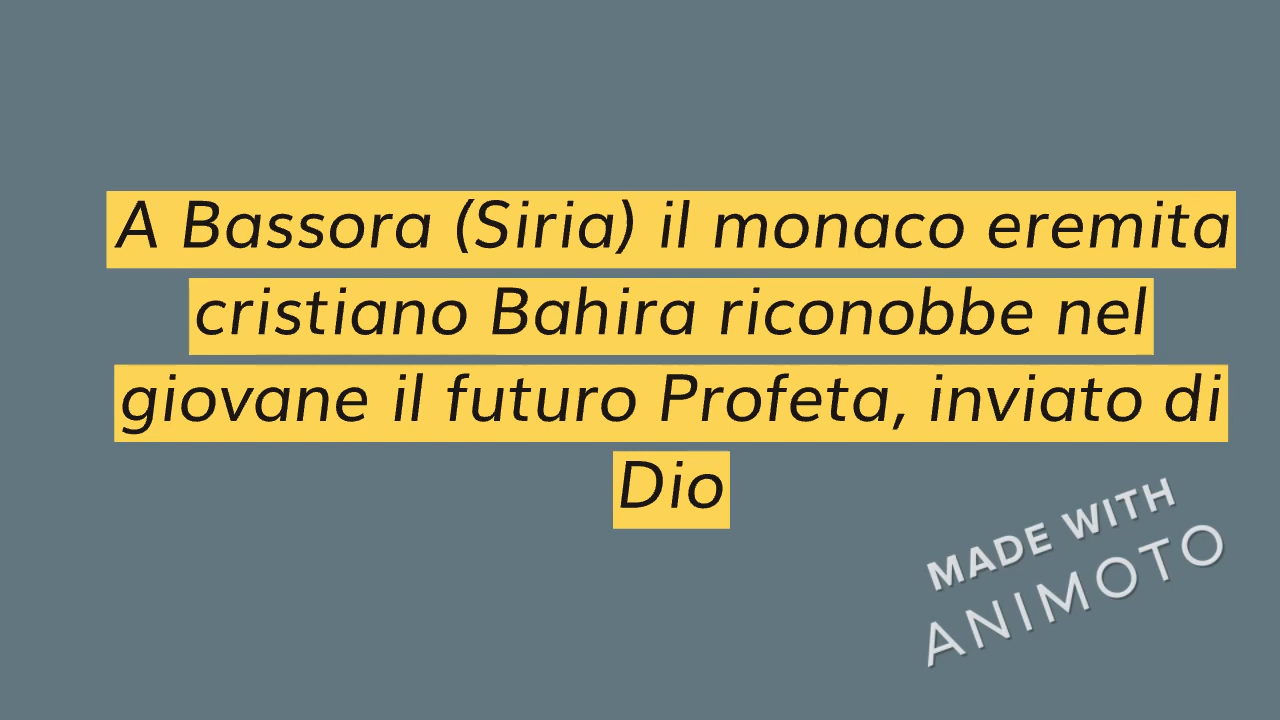 A Bassora (Siria) il monaco eremita
cristiano Bahira riconobbe nel
giovane il futuro Profeta, inviato di
Dio
MADE WITH
ANIMOTO